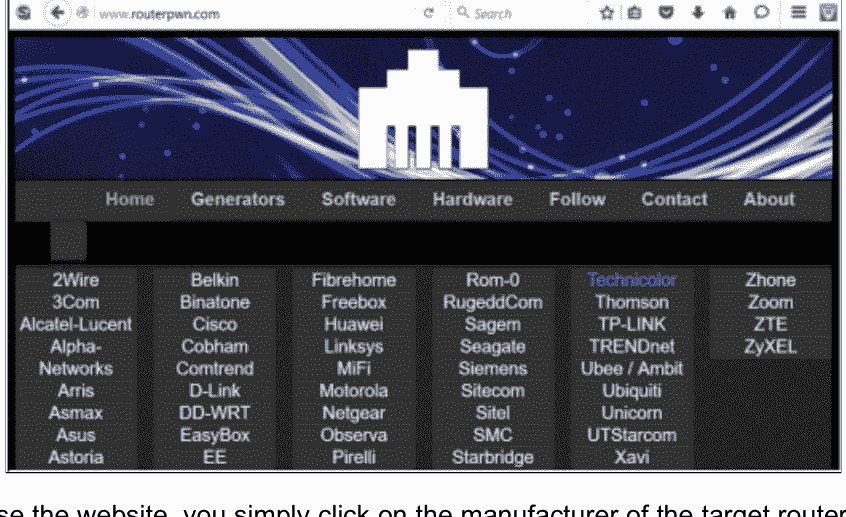 www.routerpwn.com Search
Home Generators Software Hardware Follow Contact About
2Wire
3Com
Alcatel-Lucent
Alpha-
Networks
Arris
Asmax
Asus
Astoria
Belkin
Binatone
Cisco
Cobham
Comtrend
D-Link
DD-WRT
EasyBox
EE
Fibrehome
Freebox
Huawei
Linksys
MiFi
Motorola
Netgear
Observa
Pirelli
Rom-0
RugeddCom
Sagem
Seagate
Siemens
Sitecom
Sitel
SMC
Starbridge
Technicolor
Thomson
TP-LINK
TRENDnet
Ubee / Ambit
Ubiquiti
Unicorn
UTStarcom
Xavi
Zhone
Zoom
ZTE
ZyXEL
se the website, you simply click on the manufacturer of the target router